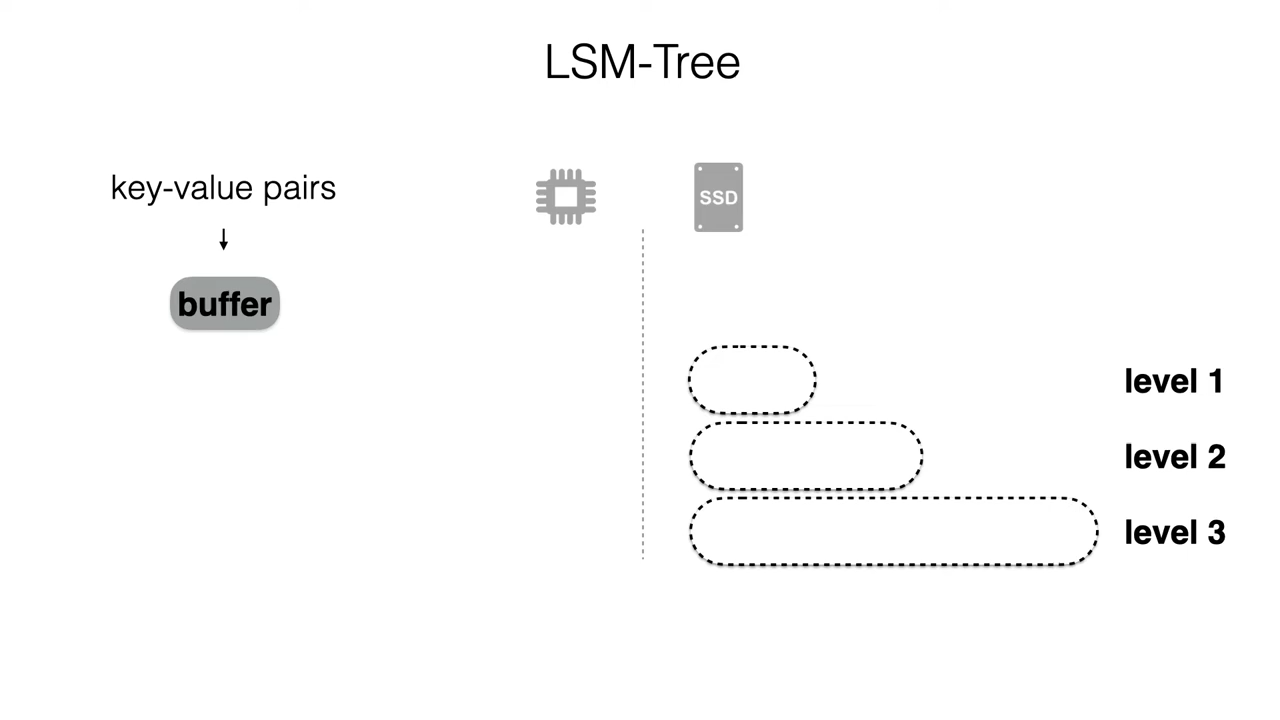 LSM-Tree
key-value pairs
SSD
buffer
level 1
level 2
level 3